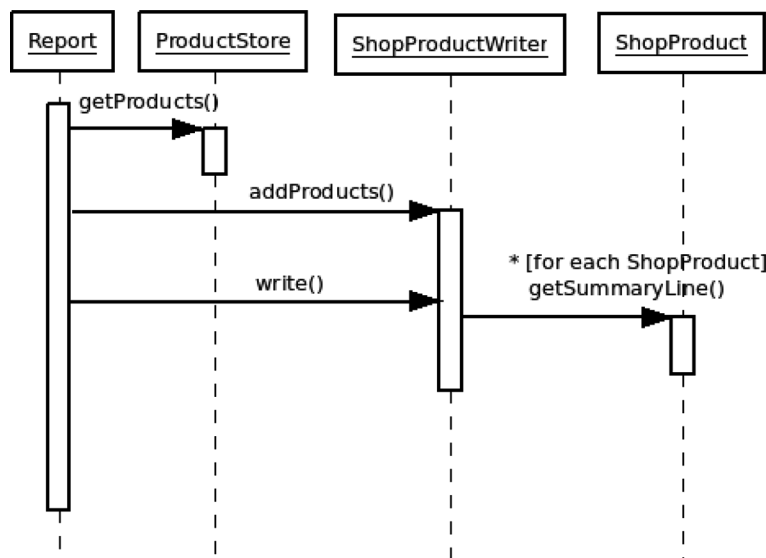 Report
ProductStore
ShopProductWriter
ShopProduct
getProducts()
addProducts()
* [for each ShopProduct]
getSummaryLine()
write()